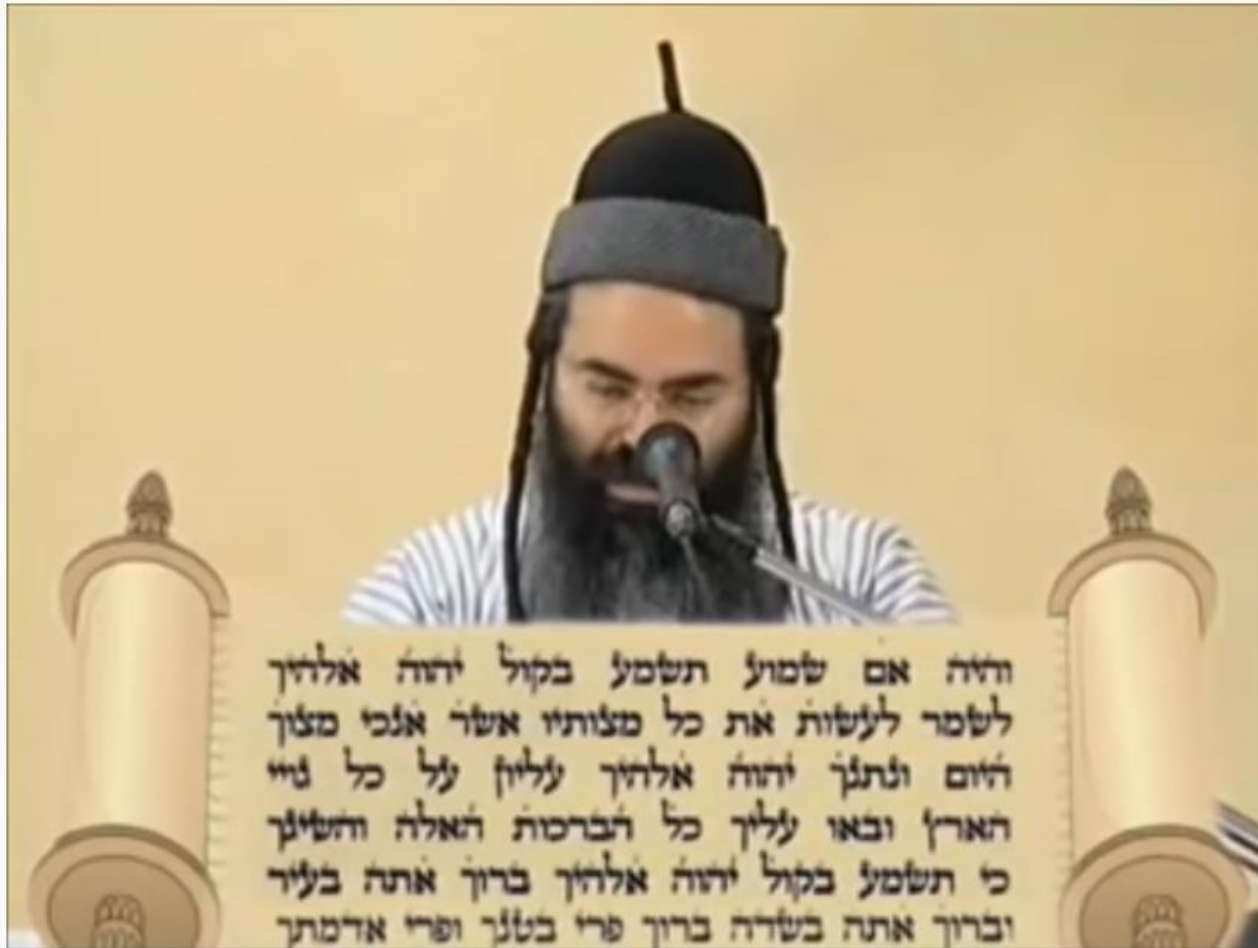 והיה אם שמוע תשמע בקול יהוה אלהיך
לשמר לעשות את כל מצותיו אשר אנכי מצוך
היום ונתנך יהוה אלהיך עליון על כל גויי
הארץ ובאו עליך כל הברכות האלה והשיגך
כי תשמע בקול יהוה אלהיך ברוך אתה בעיר
וברוך אתה בשדה ברוך פרי בטנך ופרי אדמתך